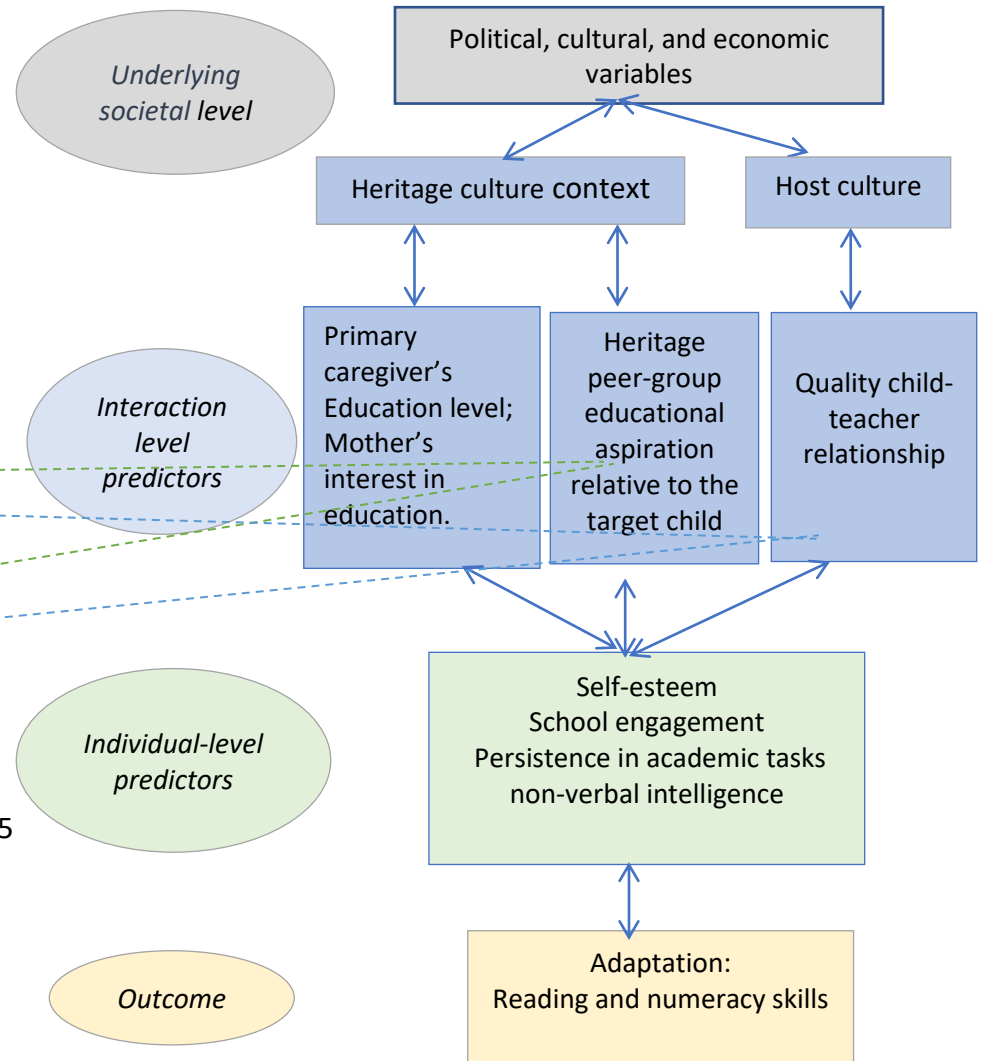 Underlying
societal level
Political, cultural, and economic
variables
Heritage culture context
Host culture
Interaction
level
predictors
Primary
caregiver's
Education level;
Mother's
interest in
education.
Heritage
peer-group
educational
aspiration
relative to the
target child
Quality child-
teacher
relationship
Individual-level
predictors
Self-esteem
School engagement
Persistence in academic tasks
non-verbal intelligence
5
Outcome
Adaptation:
Reading and numeracy skills